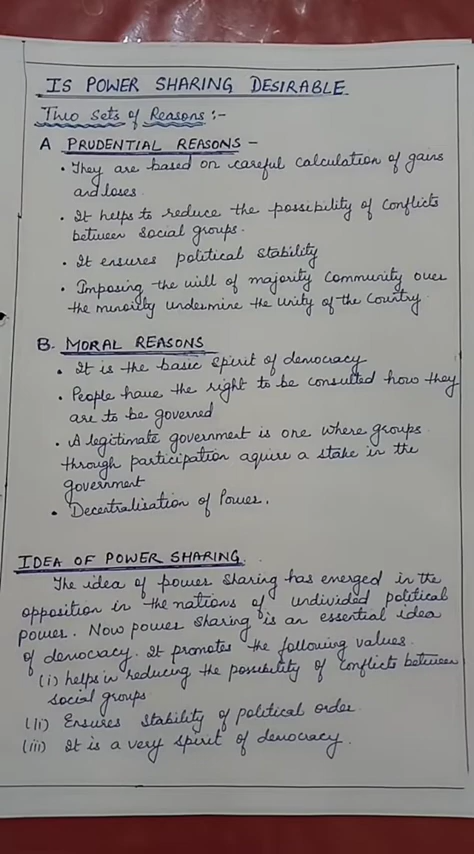 IS POWER SHARING DESIRABLE
Two Sets of Reasons :-
A PRUDENTIAL REASONS -
• They are based on careful calculation of gains
and loses.
• It helps to reduce the possibility of conflicts
between social groups.
• It ensures political stability
• Imposing the will of majority community over
the minority undermine the unity of the country.
B. MORAL REASONS
• It is the basic spirit of democracy
• People have the right to be consulted how they
are to be governed
• A legitimate government is one where groups
through participation aquire a stake in the
government
• Decentralisation of Power.
IDEA OF POWER SHARING
The idea of power sharing has emerged in the
opposition in the nations of undivided political
power. Now power sharing is an essential idea
of democracy. It promotes the following values.
(i) helps in reducing the possibility of conflicts between
social groups
(ii) Ensures stability of political order.
(iii) It is a very spirit of democracy.